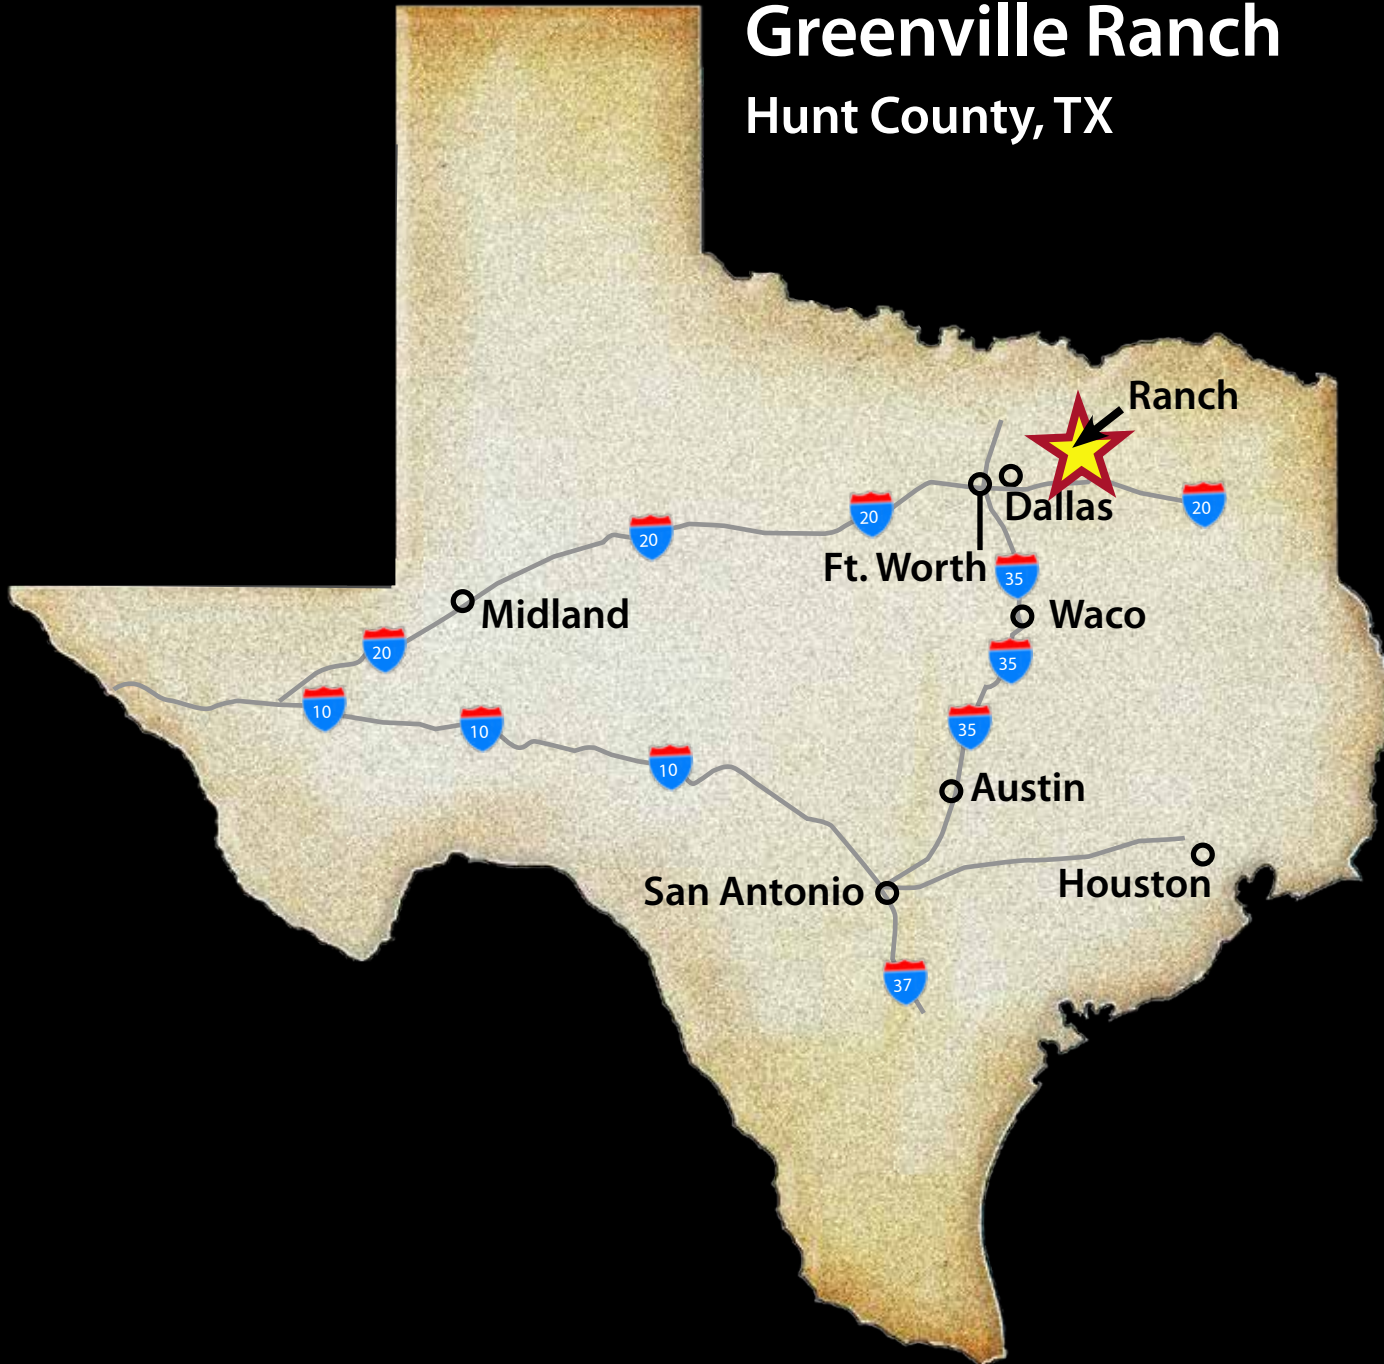 Greenville Ranch
Hunt County, TX
Ranch
20
20
Dallas
20
Ft. Worth
35
Midland
Waco
20
35
10
10
35
10
Austin
San Antonio
Houston
37